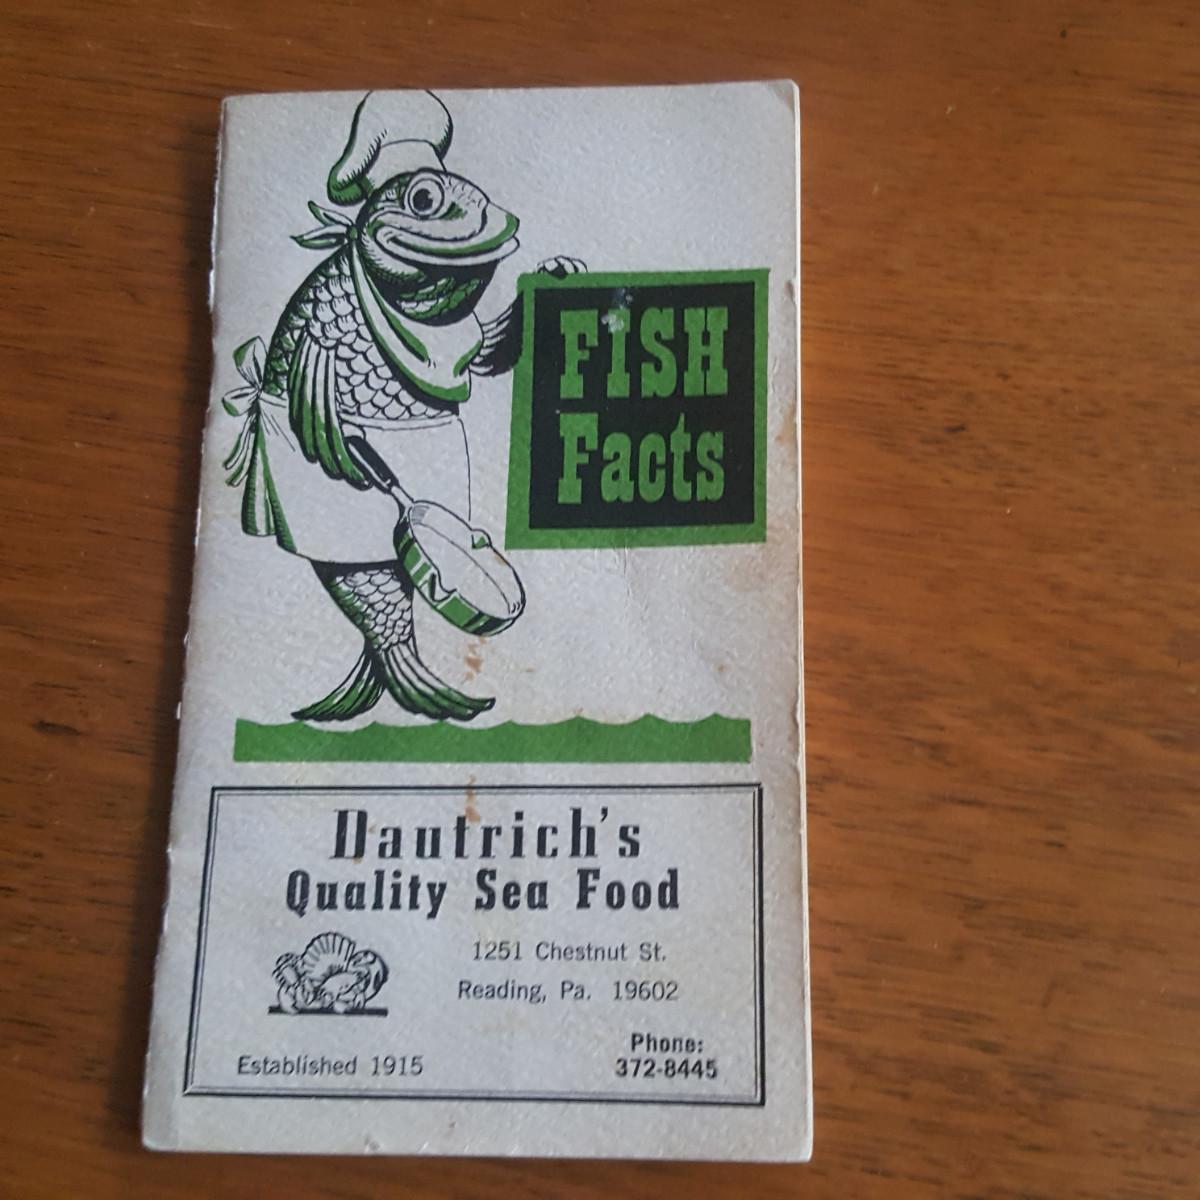 FiSH
Facts
Dautrich's
Quality Sea Food
1251 Chestnut St.
Reading, Pa. 19602
Phone:
372-8445
Established 1915